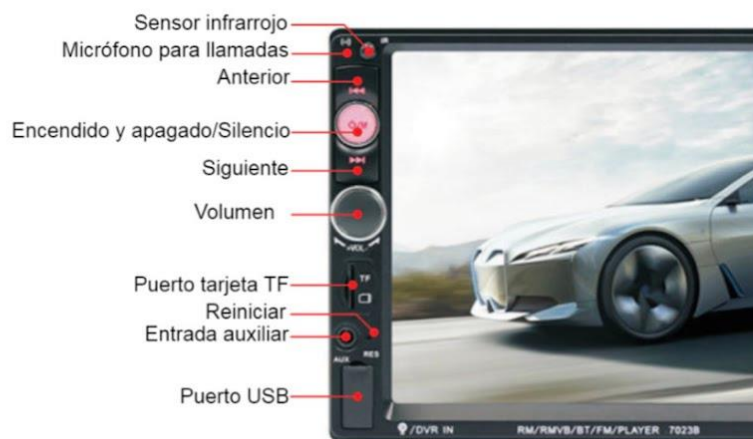 Sensor infrarrojo
Micrófono para llamadas
Anterior
Encendido y apagado/Silencio
Siguiente
Volumen
-VOL-
Puerto tarjeta TF
TF
Reiniciar
Entrada auxiliar
AUX RES
Puerto USB
/DVR IN RM/RMVB/BT/FM/PLAYER 7023B